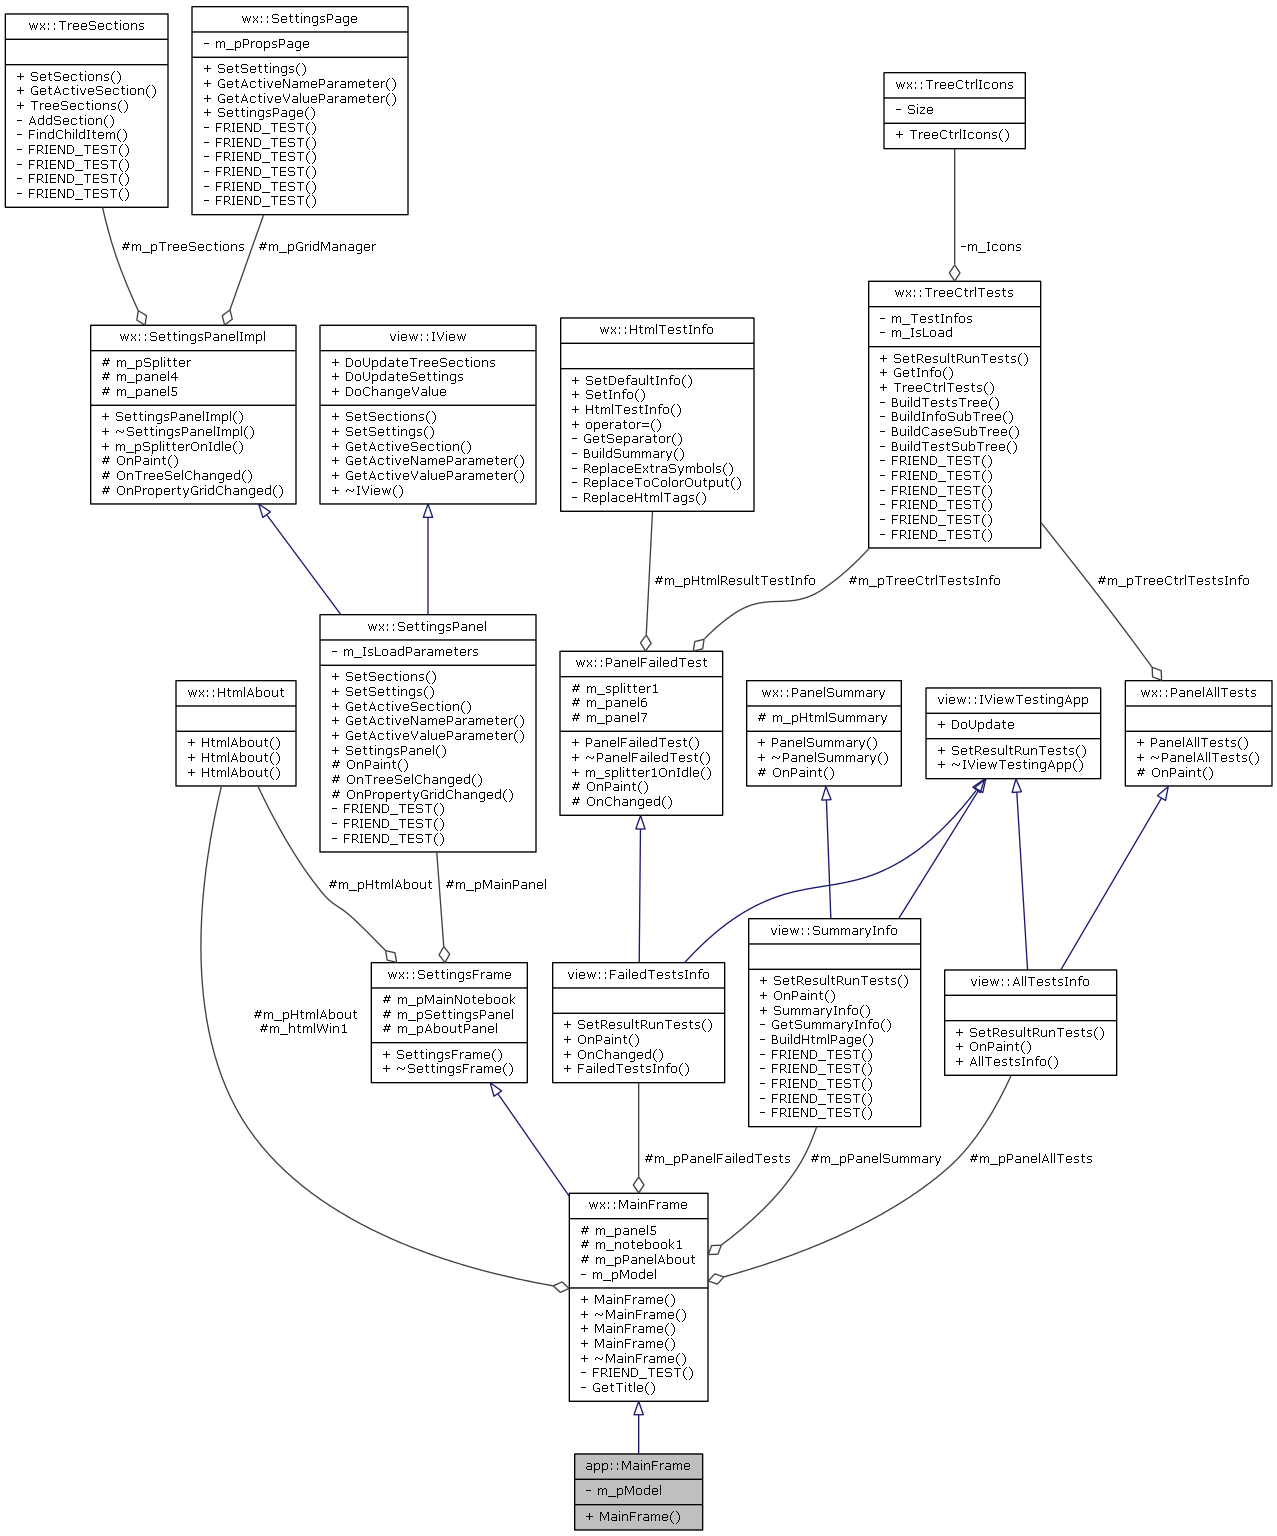 wx::TreeSections
+ SetSections()
+ GetActiveSection()
+ TreeSections()
- AddSection()
- FindChildItem()
- FRIEND_TEST()
- FRIEND_TEST()
- FRIEND_TEST()
- FRIEND_TEST()
wx::SettingsPage
- m_pPropsPage
+ SetSettings()
+ GetActiveNameParameter()
+ GetActiveValueParameter()
+ SettingsPage()
- FRIEND_TEST()
- FRIEND_TEST()
- FRIEND_TEST()
- FRIEND_TEST()
- FRIEND_TEST()
- FRIEND_TEST()
wx::TreeCtrlIcons
- Size
+ TreeCtrlIcons()
#m_pTreeSections
#m_pGridManager
-m_Icons
wx::SettingsPanelImpl
# m_pSplitter
# m_panel4
# m_panel5
+ SettingsPanelImpl()
+ ~SettingsPanelImpl()
+ m_pSplitterOnIdle()
# OnPaint()
# OnTreeSelChanged()
# OnPropertyGridChanged()
view::IView
+ DoUpdateTreeSections
+ DoUpdateSettings
+ DoChangeValue
+ SetSections()
+ SetSettings()
+ GetActiveSection()
+ GetActiveNameParameter()
+ GetActiveValueParameter()
+ ~IView()
wx::HtmlTestInfo
+ SetDefaultInfo()
+ SetInfo()
+ HtmlTestInfo()
+ operator=()
- GetSeparator()
- BuildSummary()
- ReplaceExtraSymbols()
- ReplaceToColorOutput()
- ReplaceHtmlTags()
wx::TreeCtrlTests
- m_TestInfos
- m_IsLoad
+ SetResultRunTests()
+ GetInfo()
+ TreeCtrlTests()
- BuildTestsTree()
- BuildInfoSubTree()
- BuildCaseSubTree()
- BuildTestSubTree()
- FRIEND_TEST()
- FRIEND_TEST()
- FRIEND_TEST()
- FRIEND_TEST()
- FRIEND_TEST()
- FRIEND_TEST()
#m_pHtmlResultTestInfo
#m_pTreeCtrlTestsInfo
#m_pTreeCtrlTestsInfo
wx::HtmlAbout
+ HtmlAbout()
+ HtmlAbout()
+ HtmlAbout()
wx::SettingsPanel
- m_IsLoadParameters
+ SetSections()
+ SetSettings()
+ GetActiveSection()
+ GetActiveNameParameter()
+ GetActiveValueParameter()
+ SettingsPanel()
# OnPaint()
# OnTreeSelChanged()
# OnPropertyGridChanged()
- FRIEND_TEST()
- FRIEND_TEST()
- FRIEND_TEST()
wx::PanelFailedTest
# m_splitter1
# m_panel6
# m_panel7
+ PanelFailedTest()
+ ~PanelFailedTest()
+ m_splitter1OnIdle()
# OnPaint()
# OnChanged()
wx::PanelSummary
# m_pHtmlSummary
+ PanelSummary()
+ ~PanelSummary()
# OnPaint()
view::IViewTestingApp
+ DoUpdate
+ SetResultRunTests()
+ ~IViewTestingApp()
wx::PanelAllTests
+ PanelAllTests()
+ ~PanelAllTests()
# OnPaint()
#m_pHtmlAbout
#m_pMainPanel
#m_pHtmlAbout
#m_htmlWin1
wx::SettingsFrame
# m_pMainNotebook
# m_pSettingsPanel
# m_pAboutPanel
+ SettingsFrame()
+ ~SettingsFrame()
view::FailedTestsInfo
+ SetResultRunTests()
+ OnPaint()
+ OnChanged()
+ FailedTestsInfo()
view::SummaryInfo
+ SetResultRunTests()
+ OnPaint()
+ SummaryInfo()
- GetSummaryInfo()
- BuildHtmlPage()
- FRIEND_TEST()
- FRIEND_TEST()
- FRIEND_TEST()
- FRIEND_TEST()
- FRIEND_TEST()
view::AllTestsInfo
+ SetResultRunTests()
+ OnPaint()
+ AllTestsInfo()
#m_pPanelFailedTests
#m_pPanelSummary
#m_pPanelAllTests
wx::MainFrame
# m_panel5
# m_notebook1
# m_pPanelAbout
- m_pModel
+ MainFrame()
+ ~MainFrame()
+ MainFrame()
+ MainFrame()
+ ~MainFrame()
- FRIEND_TEST()
- GetTitle()
app::MainFrame
- m_pModel
+ MainFrame()